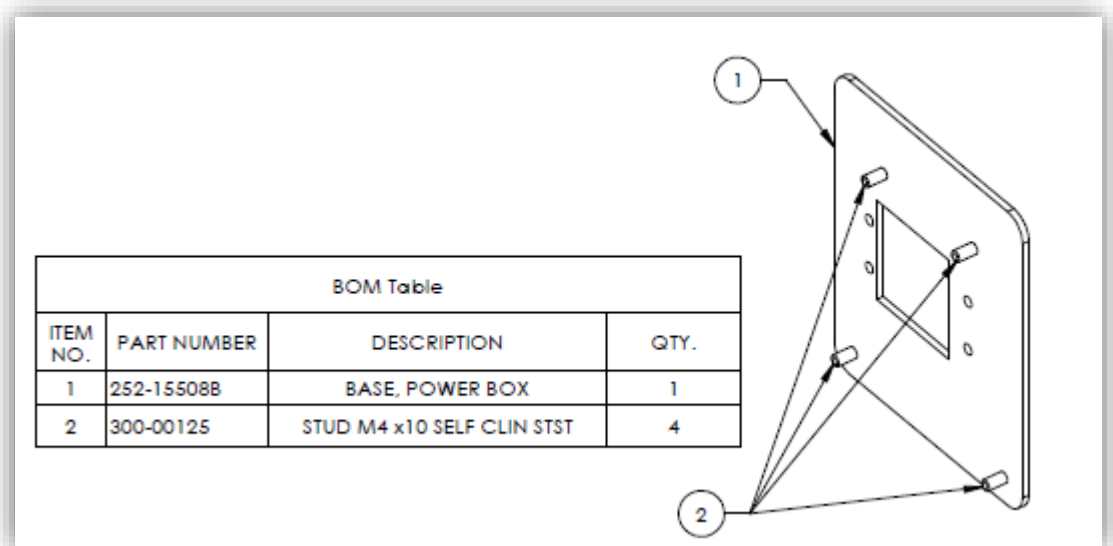 1
BOM Table
ITEM NO. PART NUMBER DESCRIPTION QTY.
1 252-15508B BASE, POWER BOX 1
2 300-00125 STUD M4 x10 SELF CLIN STST 4
2